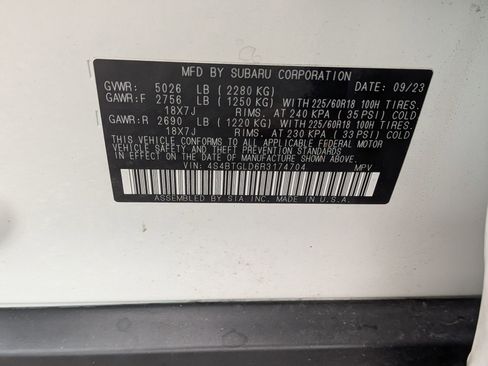 MFD BY SUBARU CORPORATION DATE: 09/23
GVWR: 5026 LB (2280 KG)
GAWR:F 2756 LB (1250 KG) WITH 225/60R18 100H TIRES.
18X7J RIMS. AT 240 KPA (35 PSI) COLD
GAWR:R 2690 LB (1220 KG) WITH 225/60R18 100H TIRES.
18X7J RIMS. AT 230 KPA (33 PSI) COLD
THIS VEHICLE CONFORMS TO ALL APPLICABLE FEDERAL MOTOR
VEHICLE SAFETY, BUMPER, AND THEFT PREVENTION STANDARDS
IN EFFECT ON THE DATE OF MANUFACTURE SHOWN ABOVE.
VIN: 4S4BTGLD6R3174704 MPV
ASSEMBLED BY SIA INC. MADE IN U.S.A.